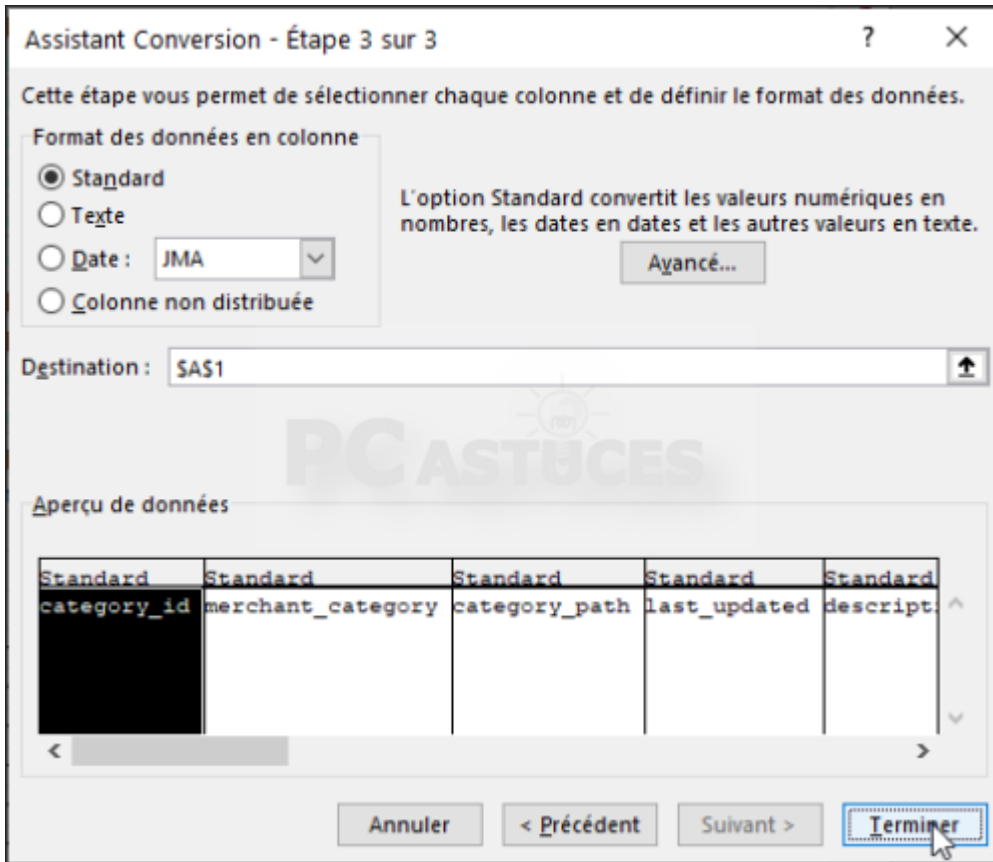 Assistant Conversion - Étape 3 sur 3
?
Cette étape vous permet de sélectionner chaque colonne et de définir le format des données.
Format des données en colonne
Standard
Texte
Date :
JMA
Colonne non distribuée
L'option Standard convertit les valeurs numériques en
nombres, les dates en dates et les autres valeurs en texte.
Avancé...
Destination :
$A$1
PC ASTUCES
Aperçu de données
Standard Standard Standard Standard Standard
category_id merchant_category category_path last_updated descript
Annuler
< Précédent
Suivant >
Terminer